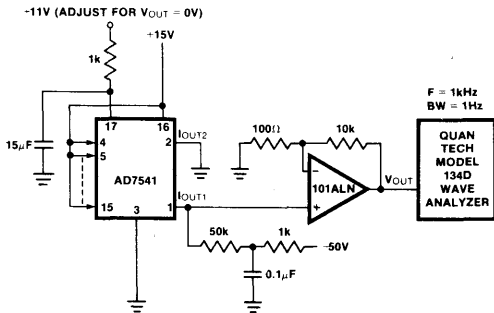 +11V (ADJUST FOR VOUT = 0V)
+15V
1k
15µF
17
16
4
5
15
2
1
3
AD7541
IOUT2
IOUT1
100Ω
10k
−
+
101ALN
VOUT
50k
1k
−50V
0.1µF
F = 1kHz
BW = 1Hz
QUAN
TECH
MODEL
134D
WAVE
ANALYZER